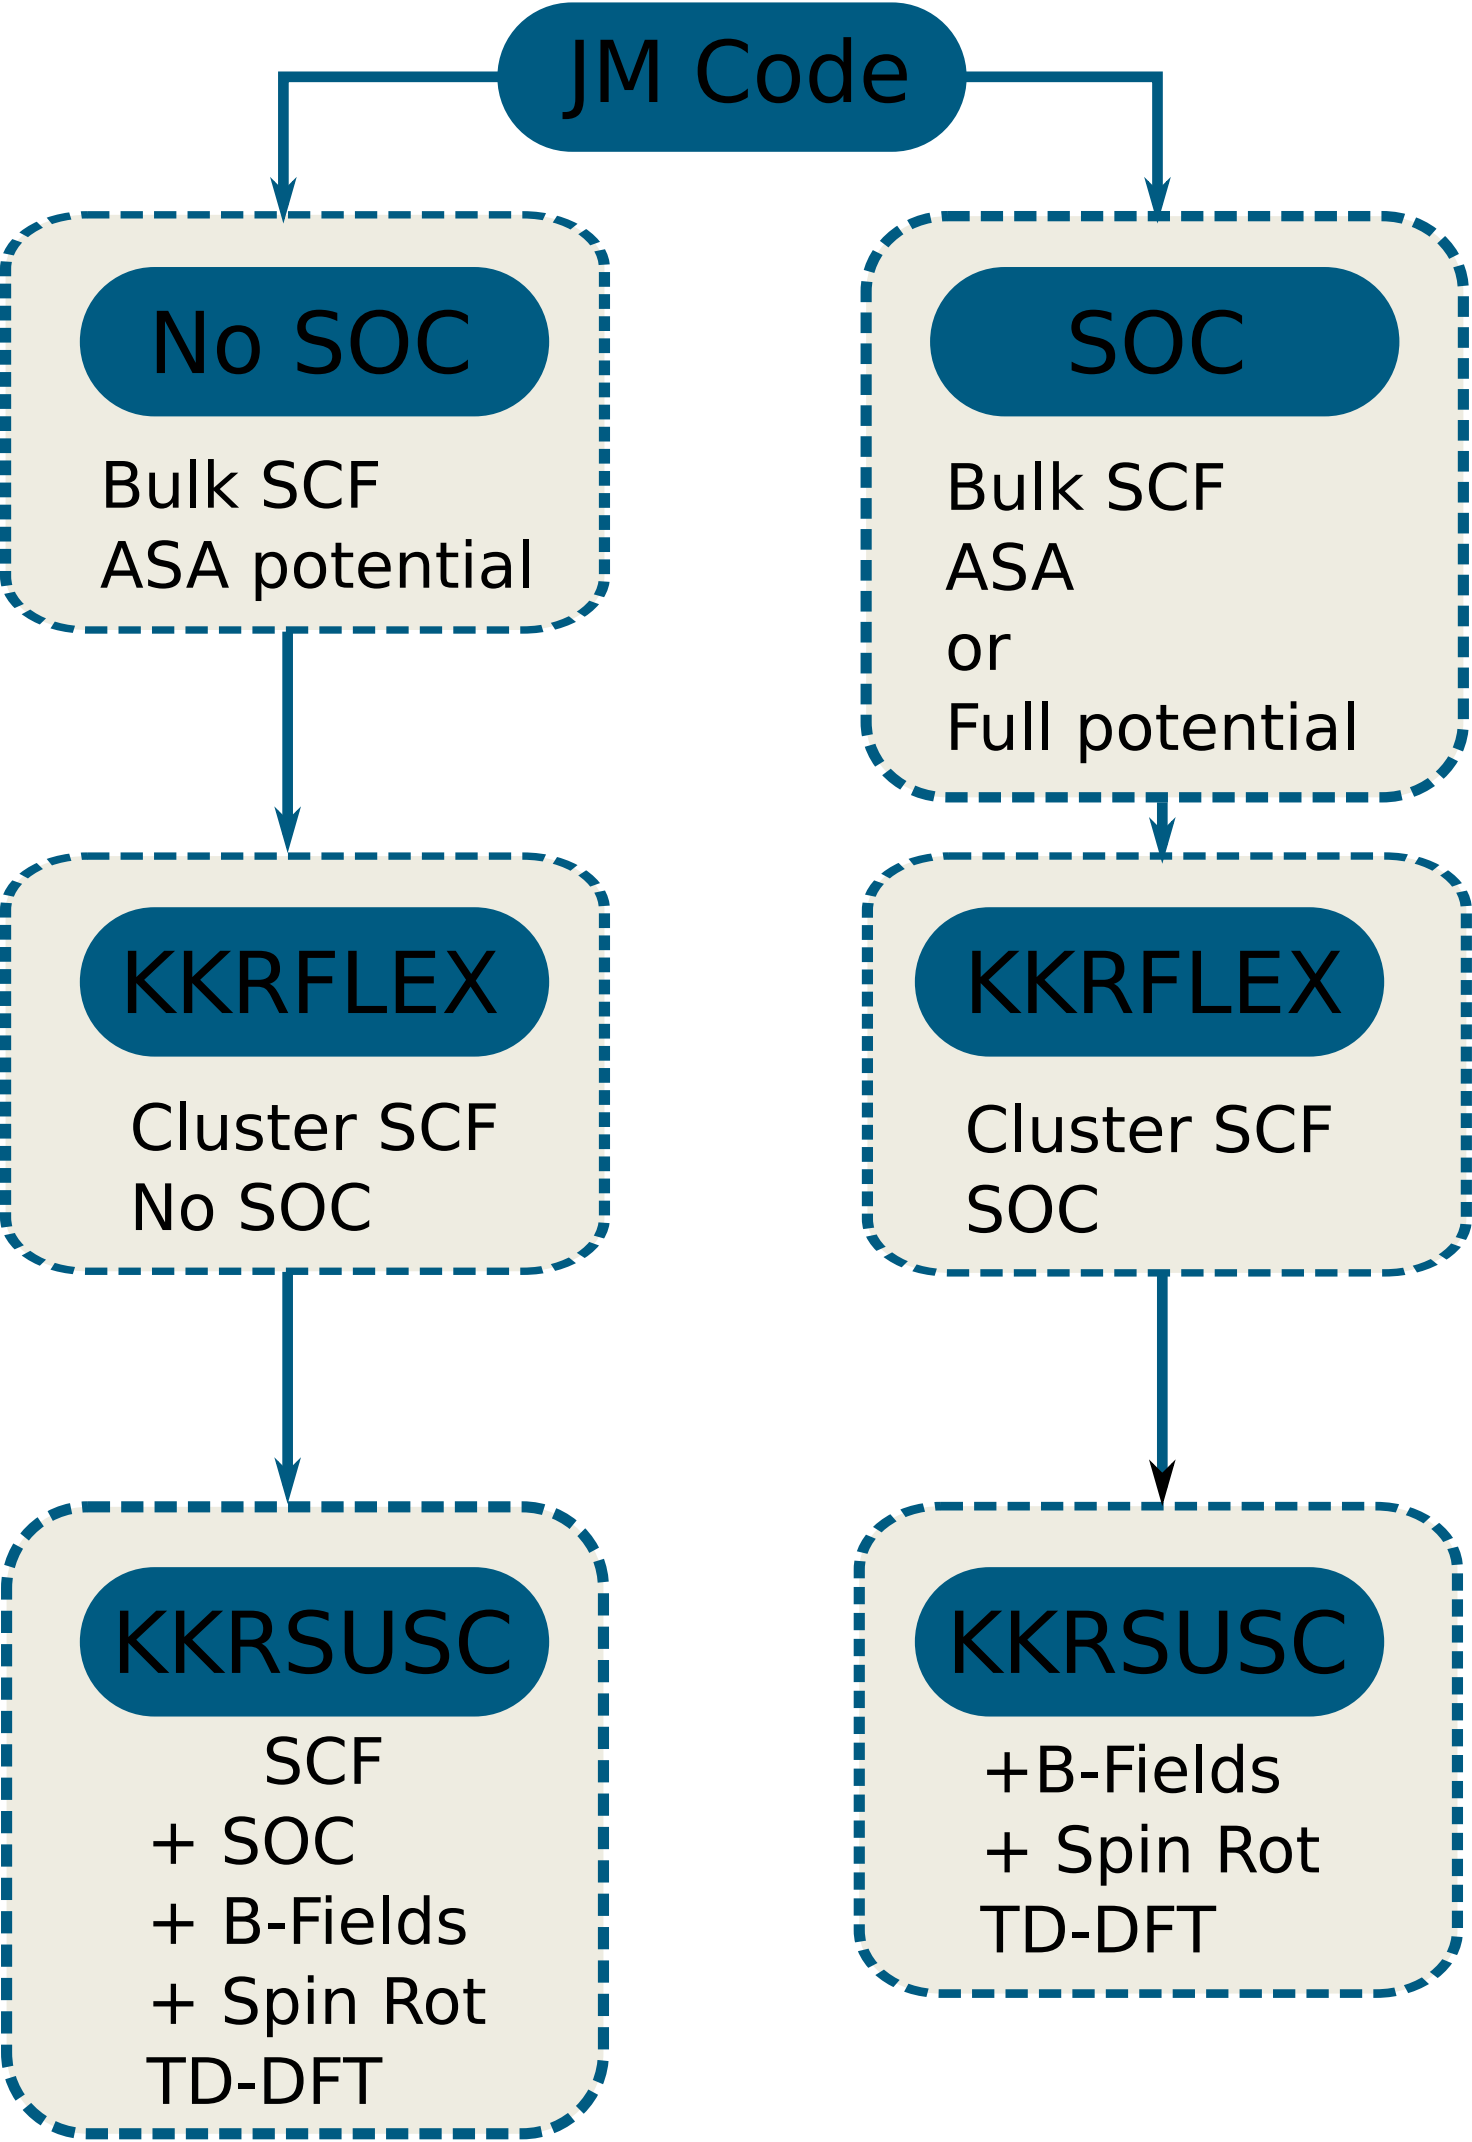 JM Code
No SOC
Bulk SCF
ASA potential
SOC
Bulk SCF
ASA
or
Full potential
KKRFLEX
Cluster SCF
No SOC
KKRFLEX
Cluster SCF
SOC
KKRSUSC
SCF
+ SOC
+ B-Fields
+ Spin Rot
TD-DFT
KKRSUSC
+B-Fields
+ Spin Rot
TD-DFT